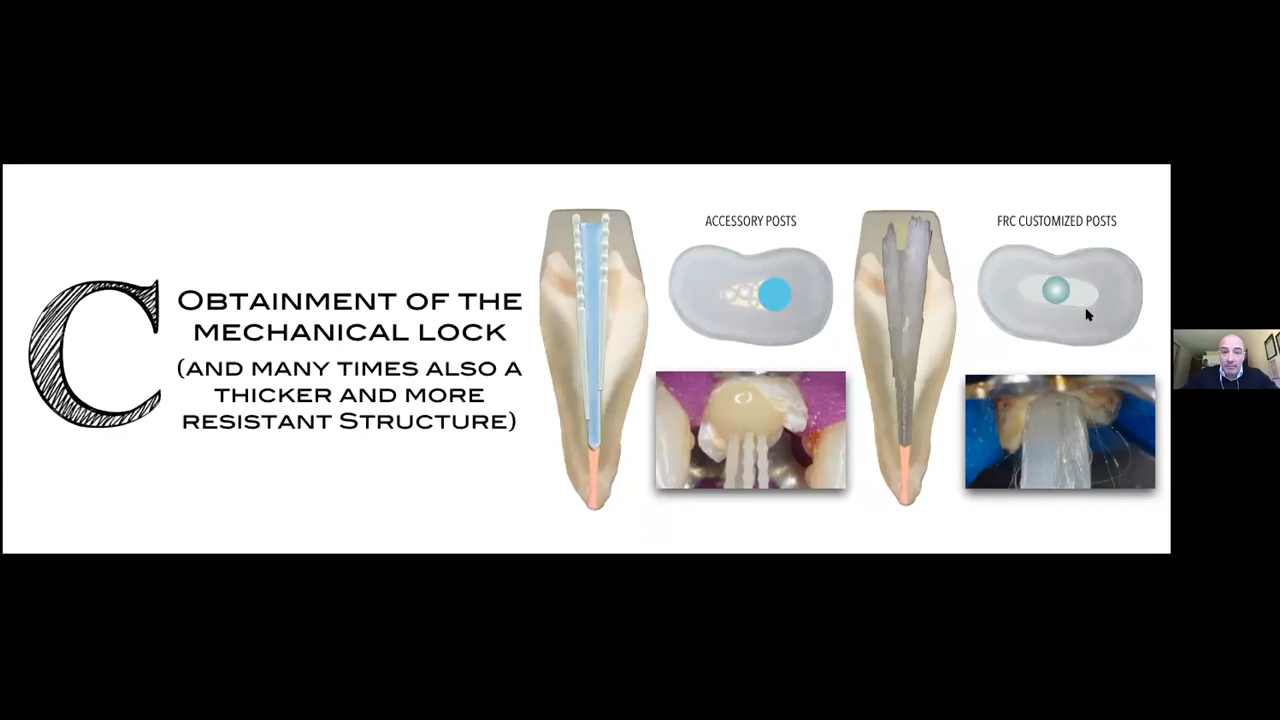 C
OBTAINMENT OF THE
MECHANICAL LOCK
(AND MANY TIMES ALSO A
THICKER AND MORE
RESISTANT STRUCTURE)
ACCESSORY POSTS
FRC CUSTOMIZED POSTS